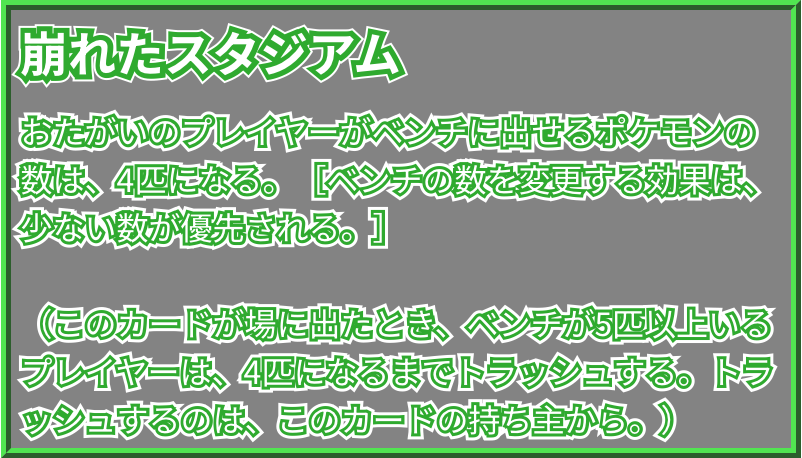 崩れたスタジアム
おたがいのプレイヤーがベンチに出せるポケモンの
数は、4匹になる。［ベンチの数を変更する効果は、
少ない数が優先される。］
（このカードが場に出たとき、ベンチが5匹以上いる
プレイヤーは、4匹になるまでトラッシュする。トラ
ッシュするのは、このカードの持ち主から。）